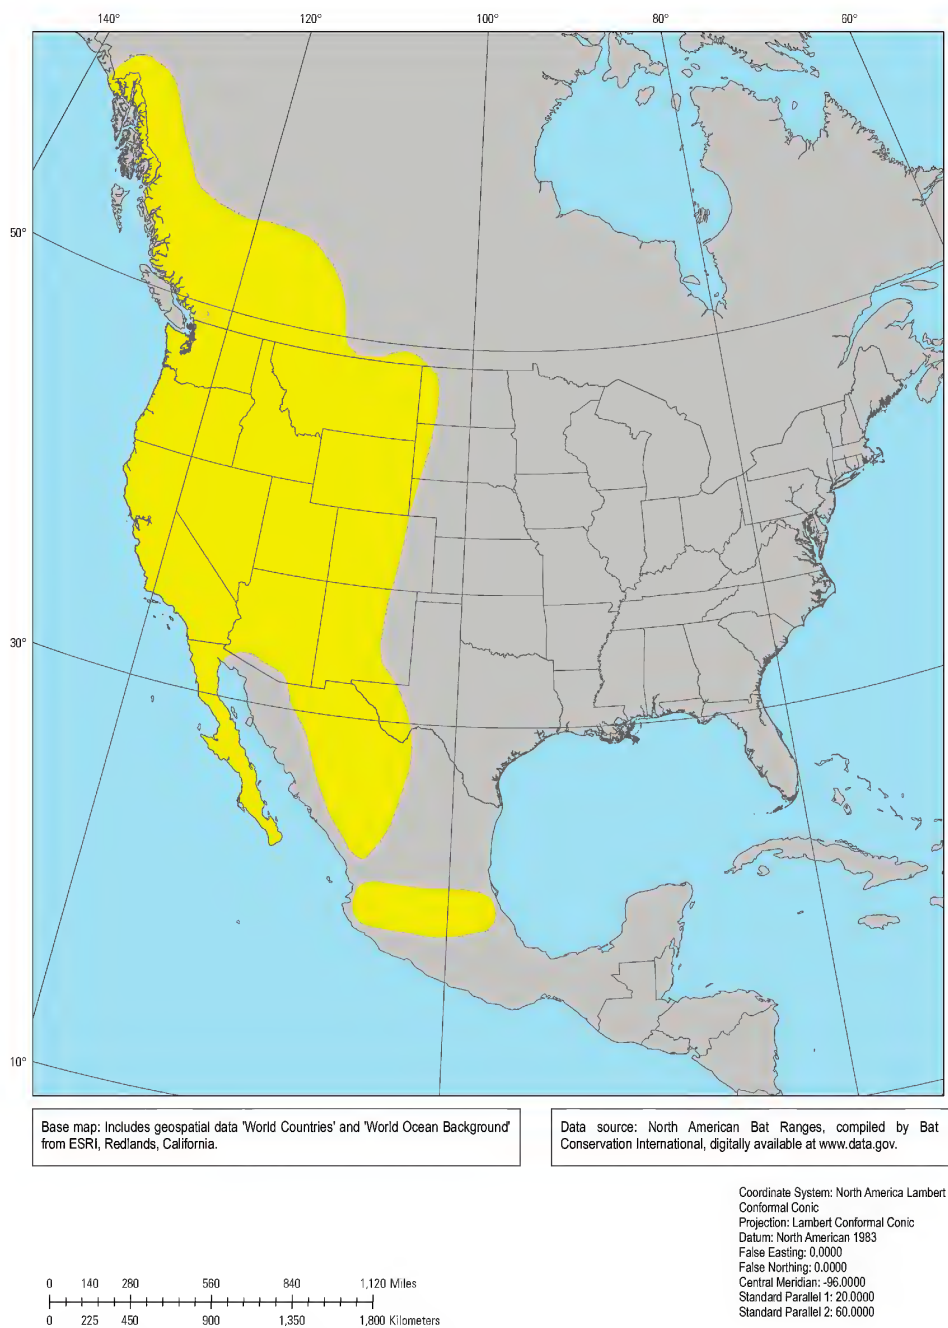 140° 120° 100° 80° 60°
50°
30°
10°
Base map: Includes geospatial data 'World Countries' and 'World Ocean Background'
from ESRI, Redlands, California.
Data source: North American Bat Ranges, compiled by Bat
Conservation International, digitally available at www.data.gov.
Coordinate System: North America Lambert
Conformal Conic
Projection: Lambert Conformal Conic
Datum: North American 1983
False Easting: 0.0000
False Northing: 0.0000
Central Meridian: -96.0000
Standard Parallel 1: 20.0000
Standard Parallel 2: 60.0000
0 140 280 560 840 1,120 Miles
0 225 450 900 1,350 1,800 Kilometers